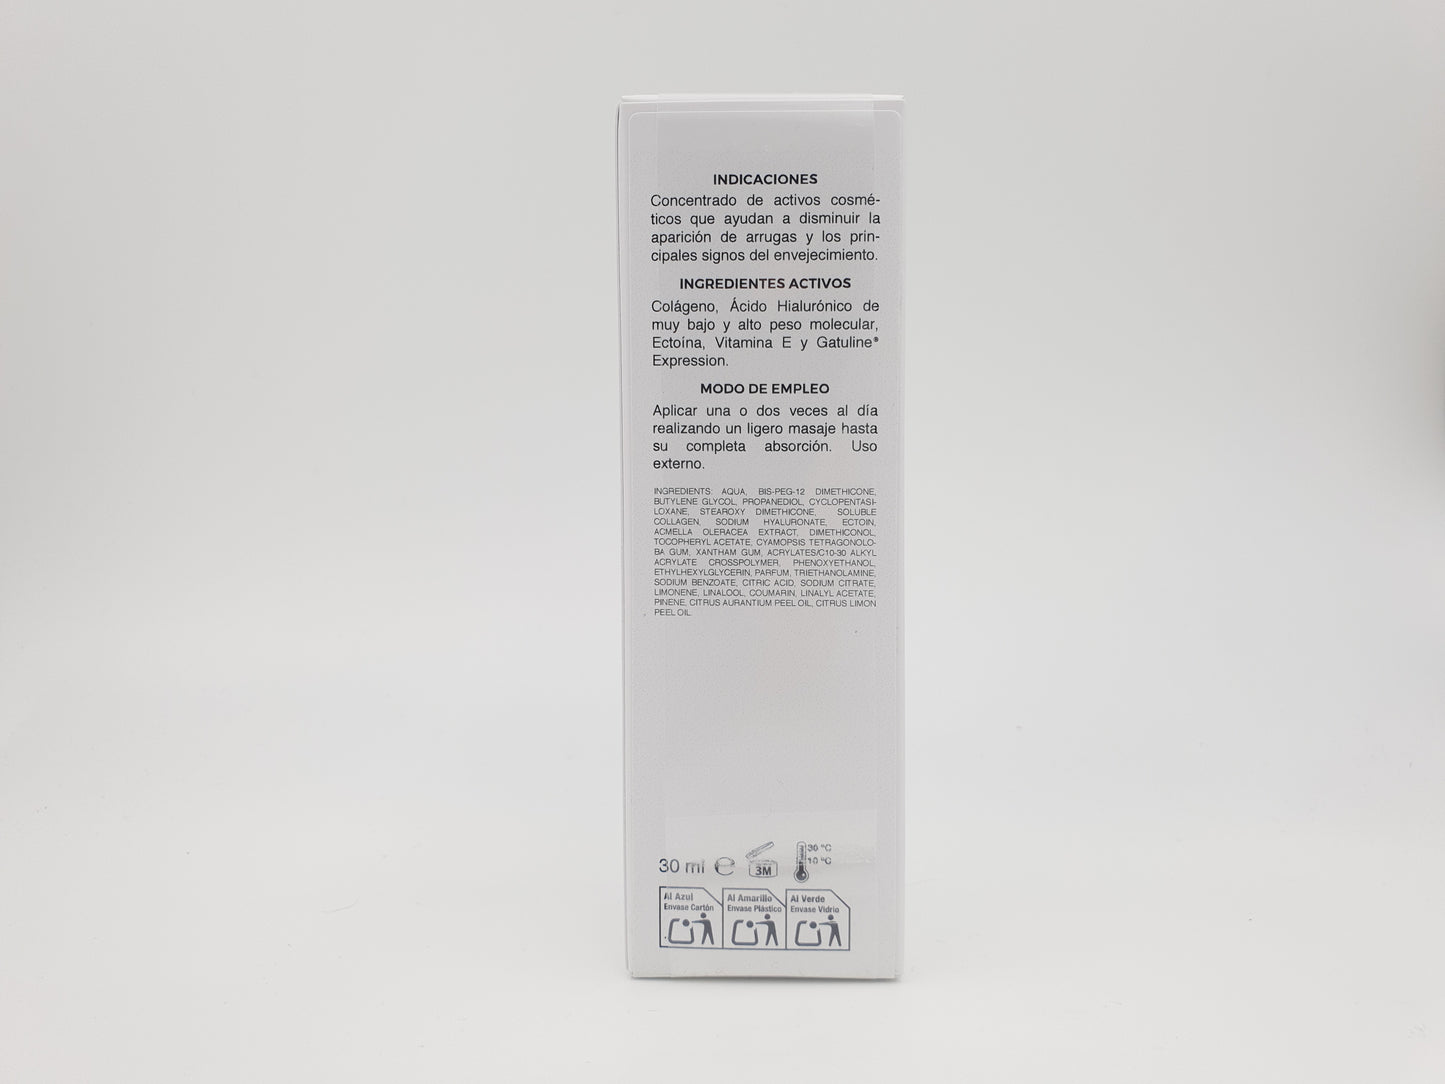 INDICACIONES
Concentrado de activos cosmé-
ticos que ayudan a disminuir la
aparición de arrugas y los prin-
cipales signos del envejecimiento.
INGREDIENTES ACTIVOS
Colágeno, Ácido Hialurónico de
muy bajo y alto peso molecular,
Ectoína, Vitamina E y Gatuline®
Expression.
MODO DE EMPLEO
Aplicar una o dos veces al día
realizando un ligero masaje hasta
su completa absorción. Uso
externo.
INGREDIENTS: AQUA, BIS-PEG-12 DIMETHICONE,
BUTYLENE GLYCOL, PROPANEDIOL, CYCLOPENTASI-
LOXANE, STEAROXY DIMETHICONE, SOLUBLE
COLLAGEN, SODIUM HYALURONATE, ECTOIN,
ACMELLA OLERACEA EXTRACT, DIMETHICONOL,
TOCOPHERYL ACETATE, CYAMOPSIS TETRAGONOLO-
BA GUM, XANTHAM GUM, ACRYLATES/C10-30 ALKYL
ACRYLATE CROSSPOLYMER, PHENOXYETHANOL,
ETHYLHEXYLGLYCERIN, PARFUM, TRIETHANOLAMINE,
SODIUM BENZOATE, CITRIC ACID, SODIUM CITRATE,
LIMONENE, LINALOOL, COUMARIN, LINALYL ACETATE,
PINENE, CITRUS AURANTIUM PEEL OIL, CITRUS LIMON
PEEL OIL.
30 ml ℮ 3M 30 ºC
10 ºC
Al Azul Al Amarillo Al Verde
Envase Cartón Envase Plástico Envase Vidrio